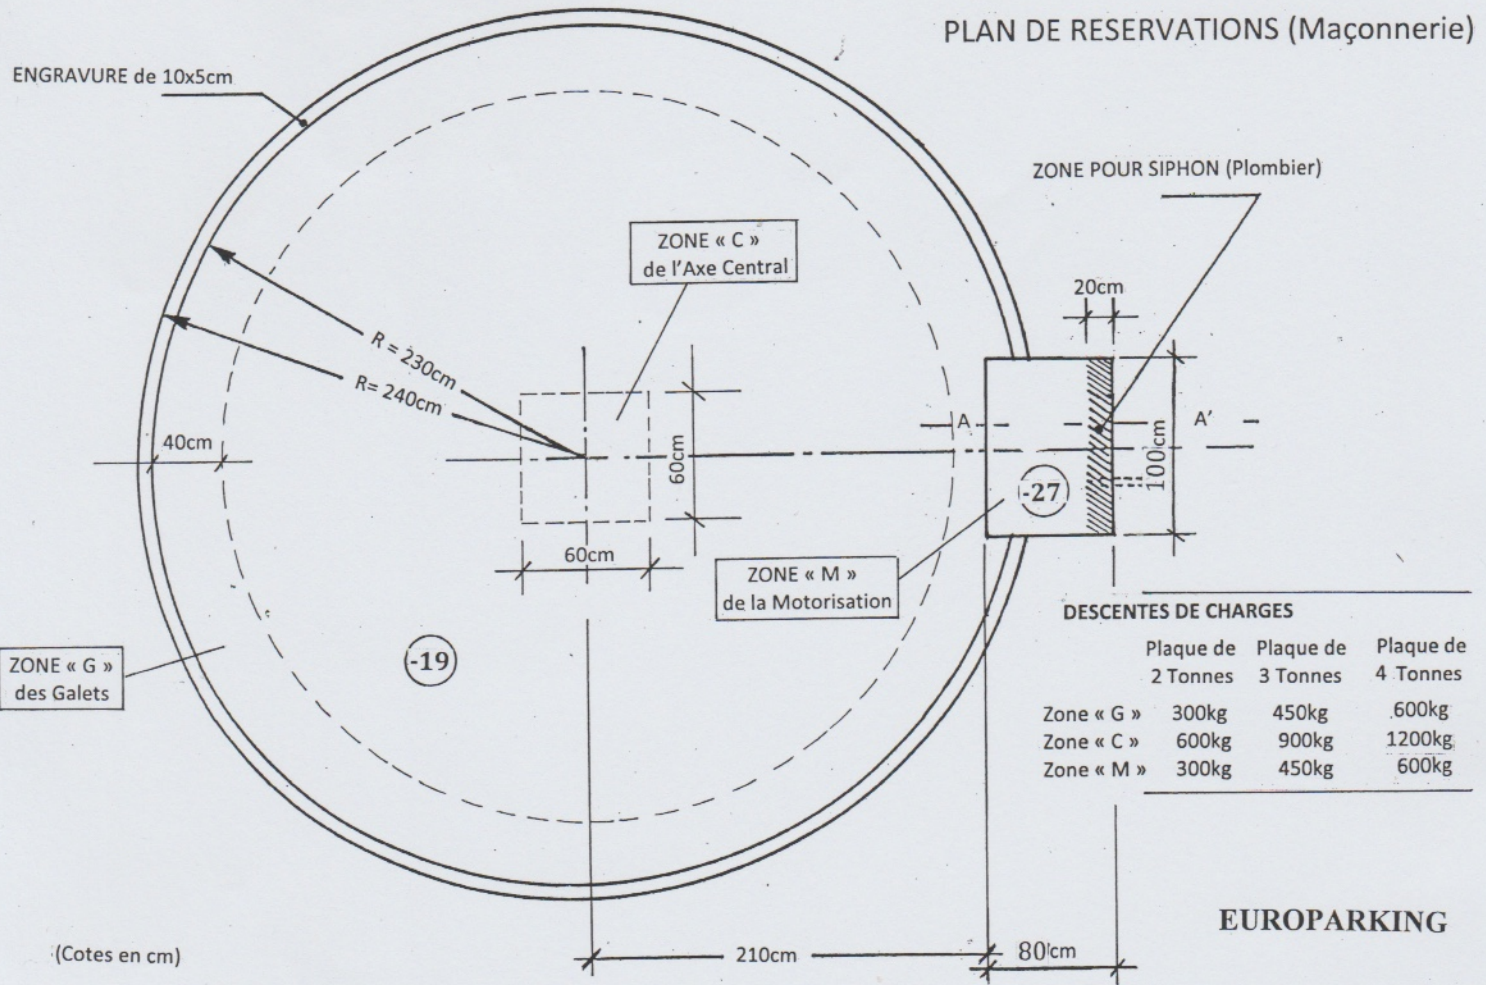 PLAN DE RESERVATIONS (Maçonnerie)
ENGRAVURE de 10x5cm
ZONE POUR SIPHON (Plombier)
ZONE « C »
de l'Axe Central
20cm
R = 230cm
R= 240cm
40cm
60cm
60cm
A
A'
100cm
-27
ZONE « M »
de la Motorisation
-19
ZONE « G »
des Galets
DESCENTES DE CHARGES
Plaque de Plaque de Plaque de
2 Tonnes 3 Tonnes 4 Tonnes
Zone « G » 300kg 450kg 600kg
Zone « C » 600kg 900kg 1200kg
Zone « M » 300kg 450kg 600kg
EUROPARKING
(Cotes en cm)
210cm
80cm